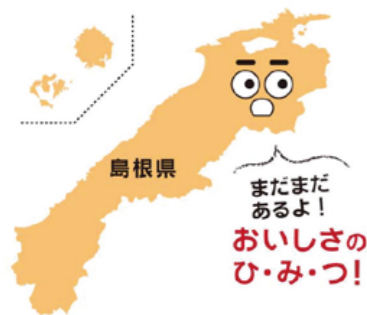 島根県
まだまだ
あるよ！
おいしさの
ひ・み・つ！